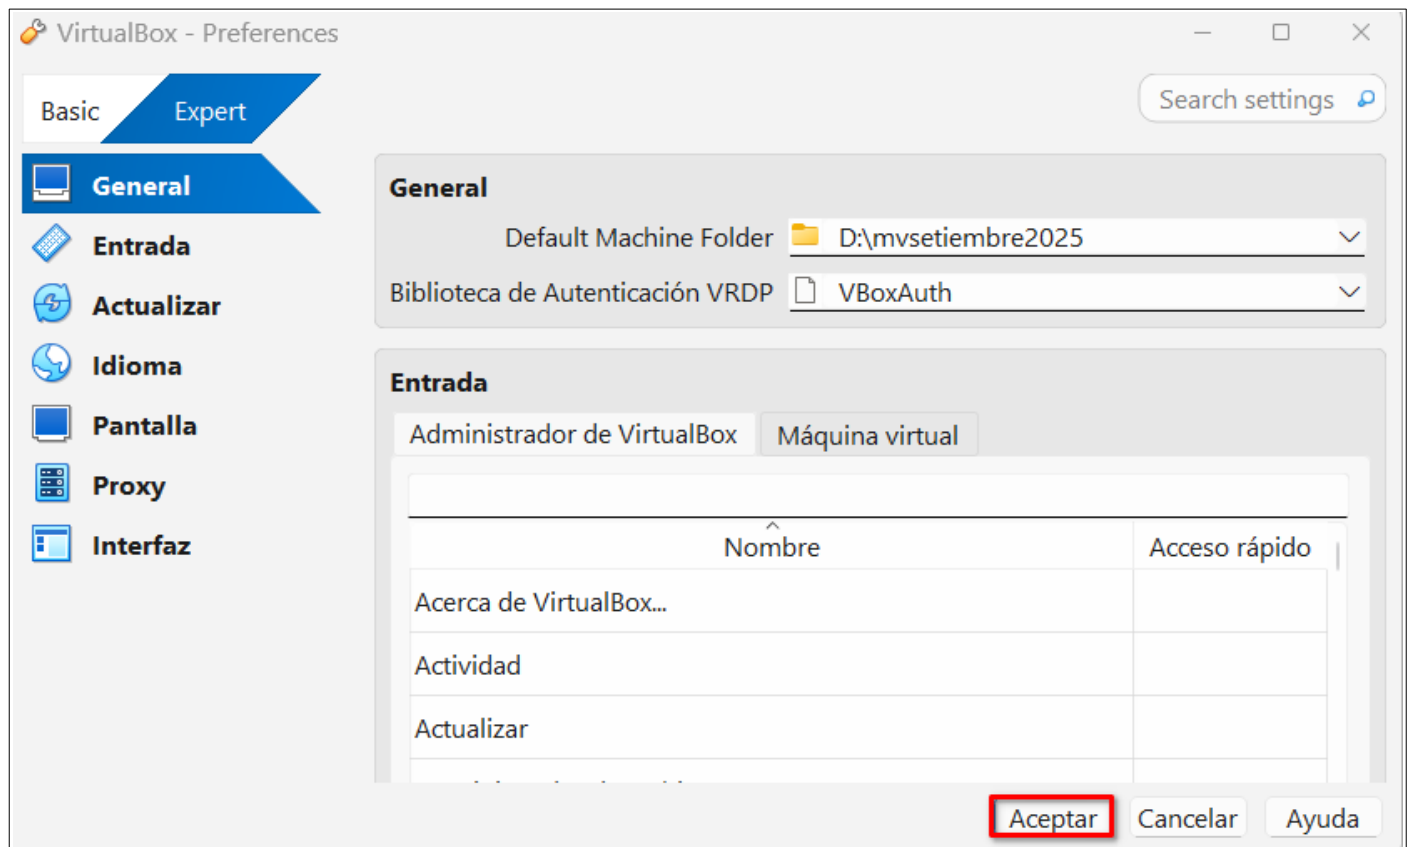 VirtualBox - Preferences
Basic
Expert
Search settings
General
Entrada
Actualizar
Idioma
Pantalla
Proxy
Interfaz
General
Default Machine Folder D:\mvsetiembre2025
Biblioteca de Autenticación VRDP VBoxAuth
Entrada
Administrador de VirtualBox Máquina virtual
Nombre Acceso rápido
Acerca de VirtualBox...
Actividad
Actualizar
Aceptar Cancelar Ayuda